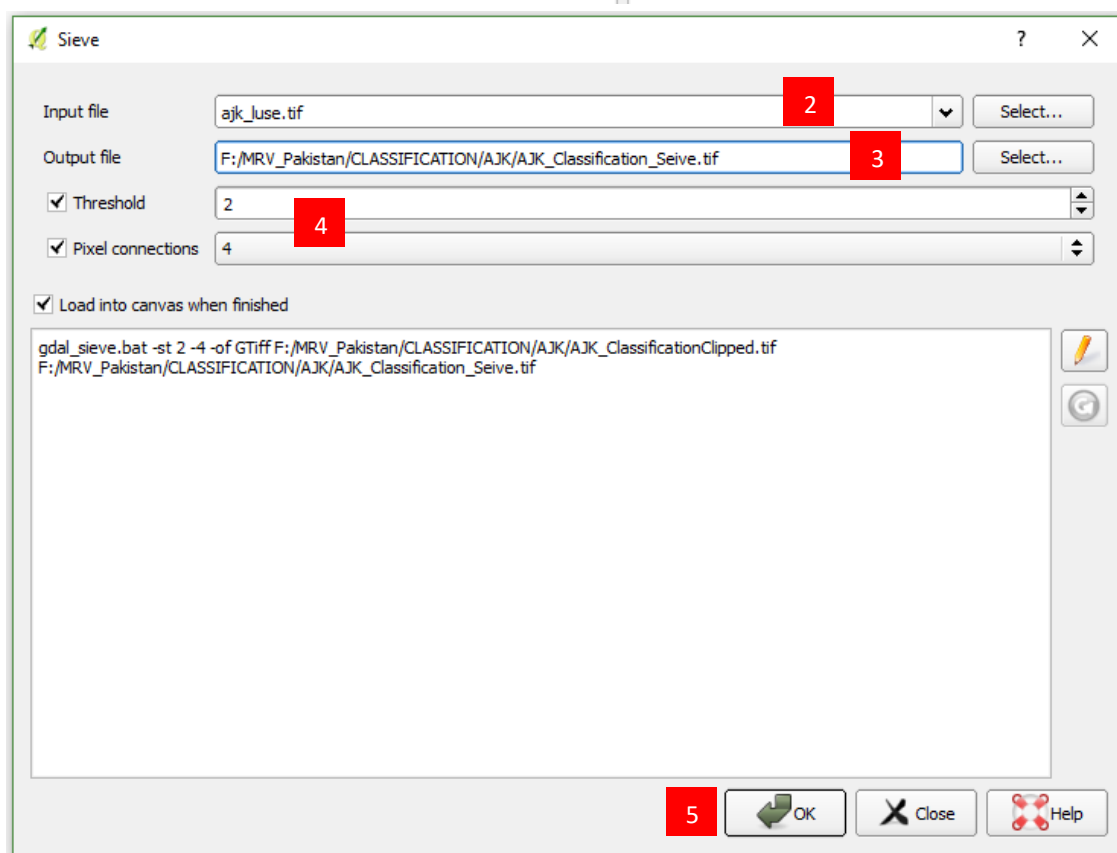 Sieve ?
Input file ajk_luse.tif 2 Select...
Output file F:/MRV_Pakistan/CLASSIFICATION/AJK/AJK_Classification_Seive.tif 3 Select...
Threshold 2
4
Pixel connections 4
Load into canvas when finished
gdal_sieve.bat -st 2 -4 -of GTiff F:/MRV_Pakistan/CLASSIFICATION/AJK/AJK_ClassificationClipped.tif
F:/MRV_Pakistan/CLASSIFICATION/AJK/AJK_Classification_Seive.tif
5 OK Close Help